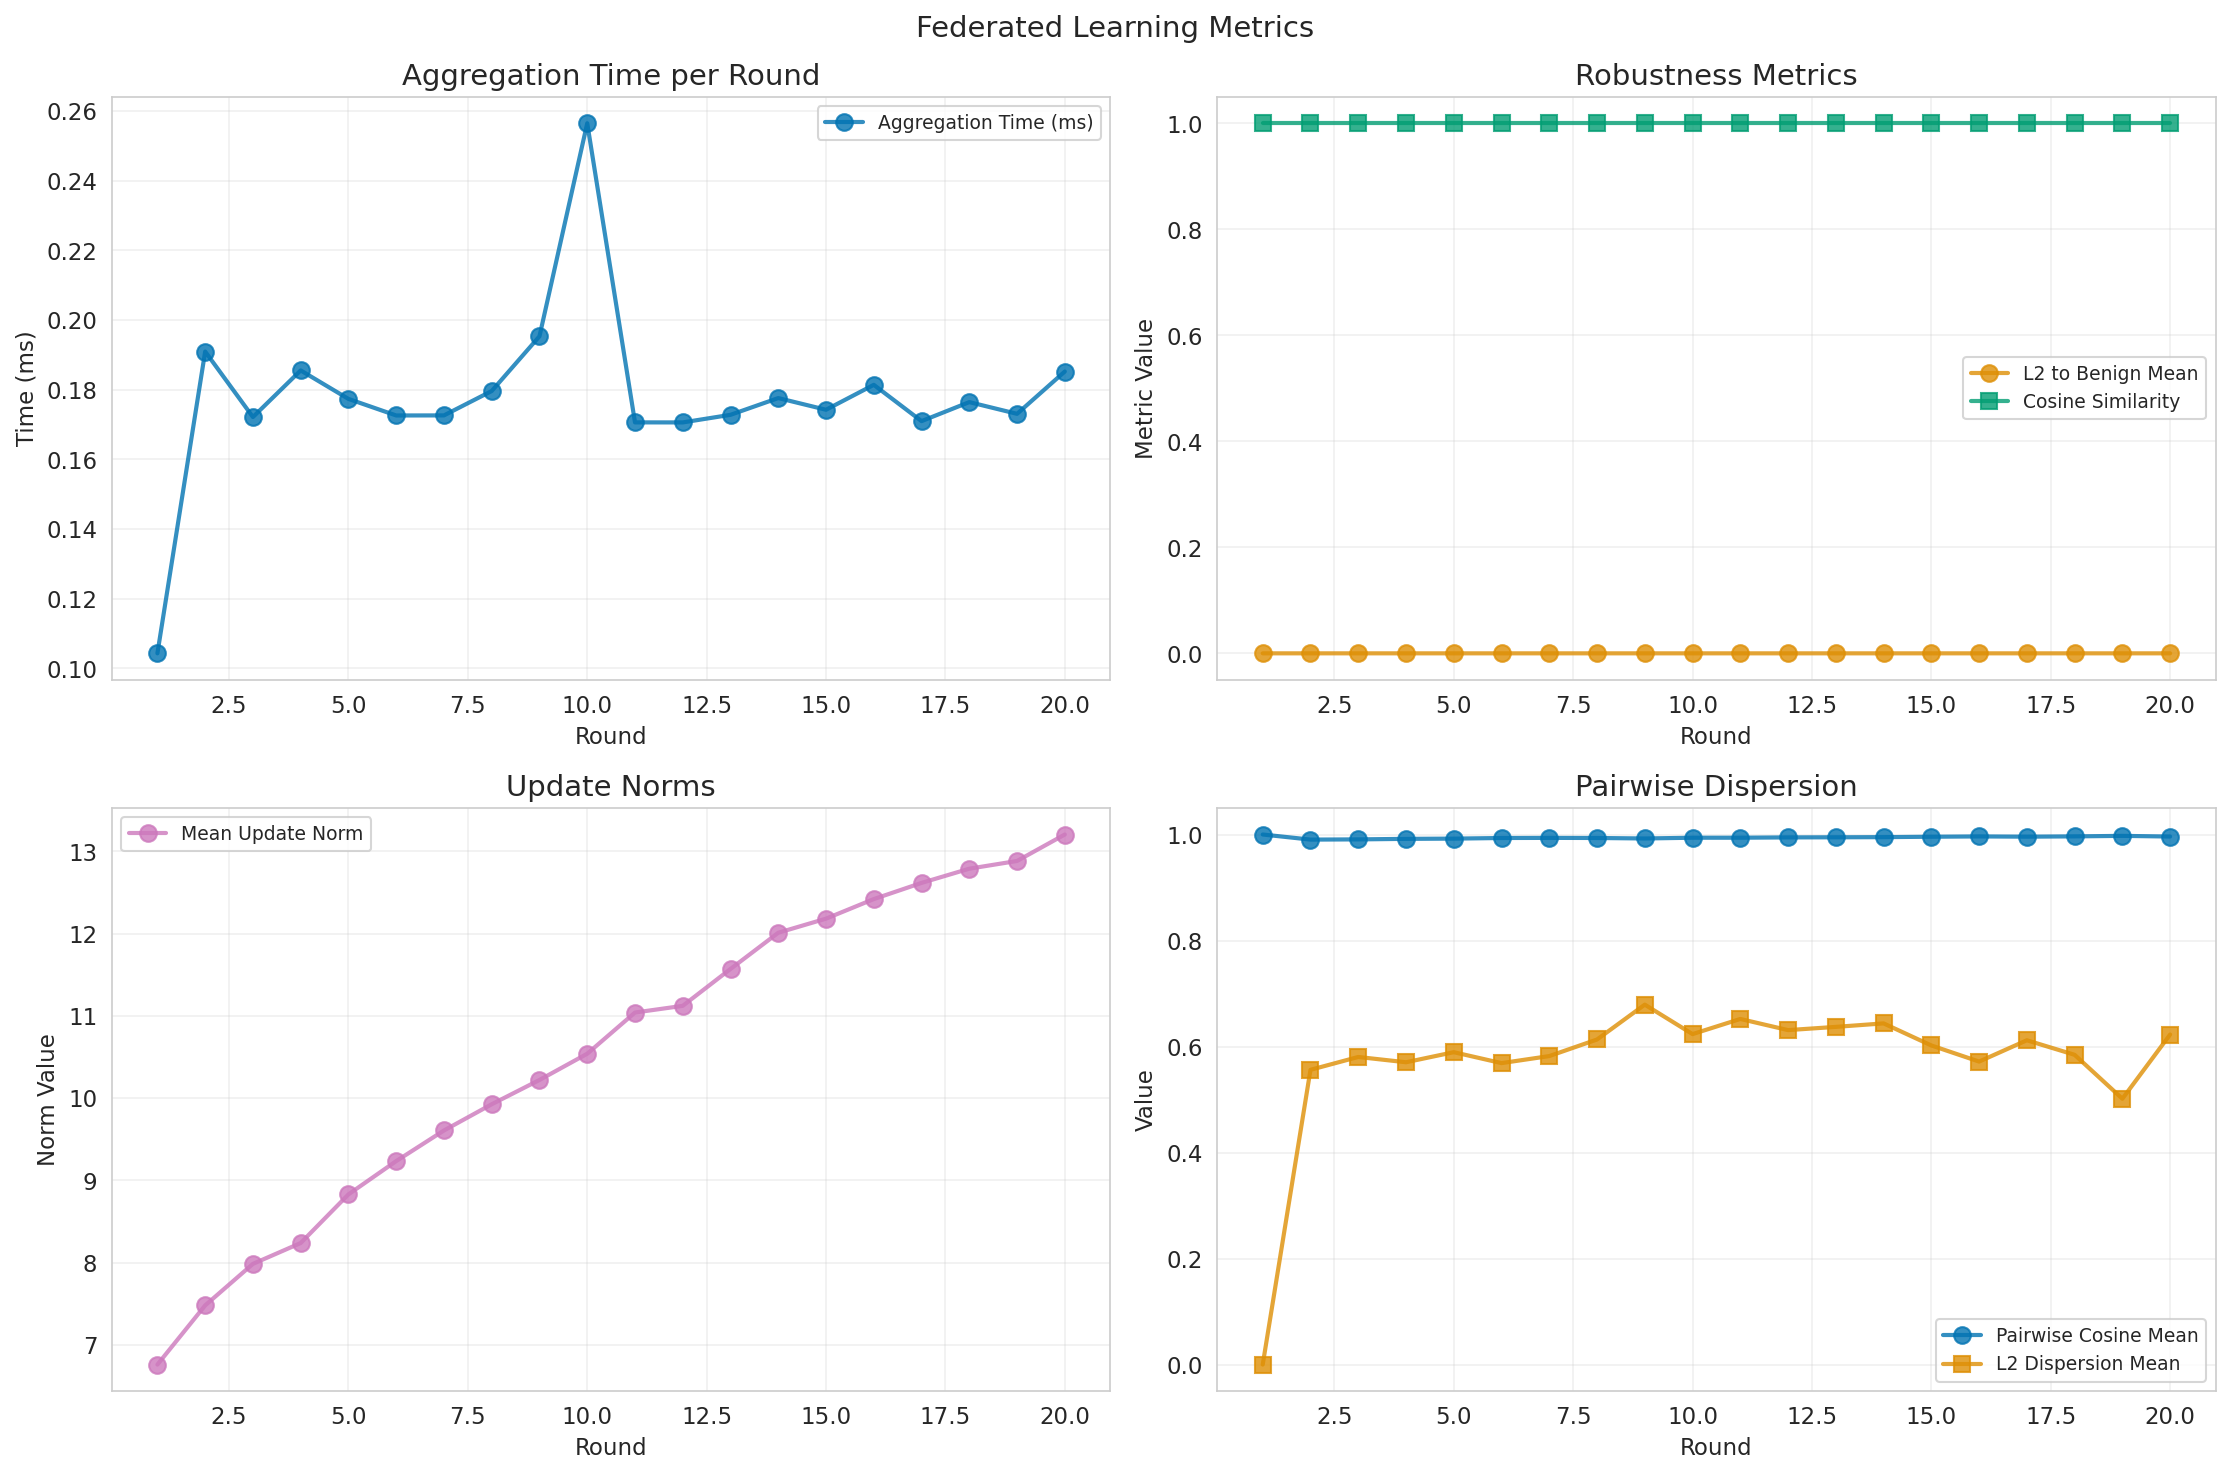 Federated Learning Metrics
Aggregation Time per Round
Aggregation Time (ms)
Time (ms)
0.26
0.24
0.22
0.20
0.18
0.16
0.14
0.12
0.10
2.5 5.0 7.5 10.0 12.5 15.0 17.5 20.0
Round
Robustness Metrics
Metric Value
1.0
0.8
0.6
0.4
0.2
0.0
L2 to Benign Mean
Cosine Similarity
2.5 5.0 7.5 10.0 12.5 15.0 17.5 20.0
Round
Update Norms
Mean Update Norm
Norm Value
13
12
11
10
9
8
7
2.5 5.0 7.5 10.0 12.5 15.0 17.5 20.0
Round
Pairwise Dispersion
Value
1.0
0.8
0.6
0.4
0.2
0.0
Pairwise Cosine Mean
L2 Dispersion Mean
2.5 5.0 7.5 10.0 12.5 15.0 17.5 20.0
Round